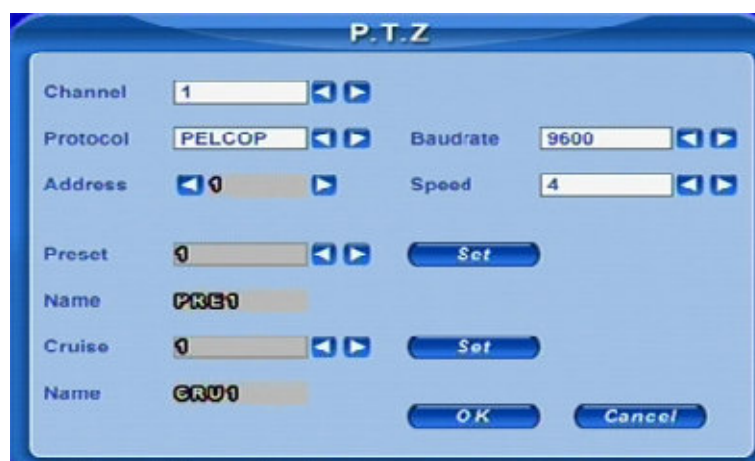 P.T.Z
Channel 1
Protocol PELCOP Baudrate 9600
Address 1 Speed 4
Preset 1 Set
Name PRE1
Cruise 1 Set
Name CRU1
OK Cancel